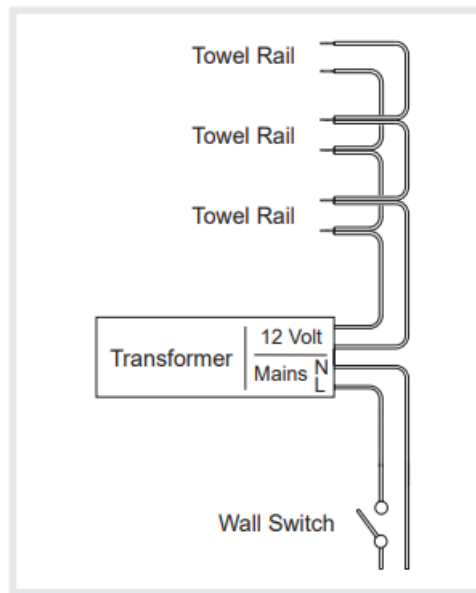 Towel Rail
Towel Rail
Towel Rail
12 Volt
Transformer
Mains N
L
Wall Switch